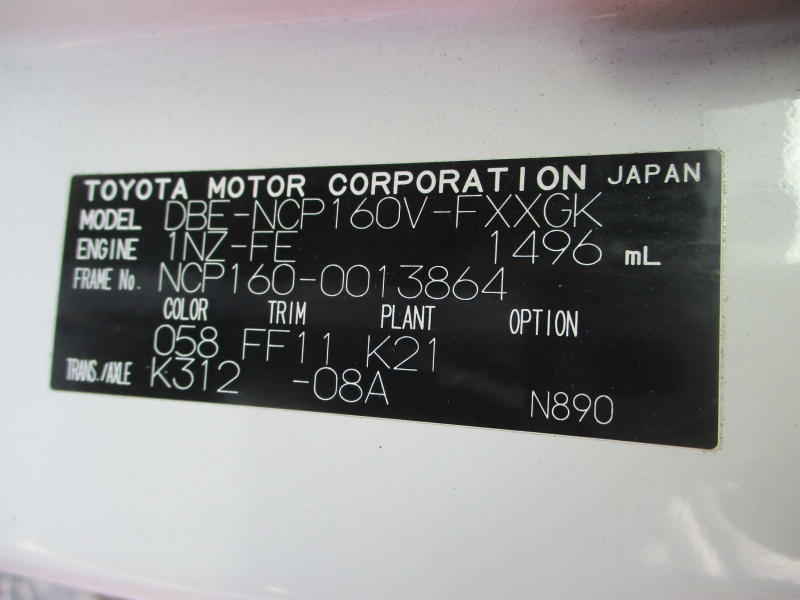 TOYOTA MOTOR CORPORATION JAPAN
MODEL DBE-NCP160V-FXXGK
ENGINE 1NZ-FE 1496 mL
FRAME No. NCP160-0013864
COLOR TRIM PLANT OPTION
058 FF11 K21
TRANS./AXLE K312 -08A N890